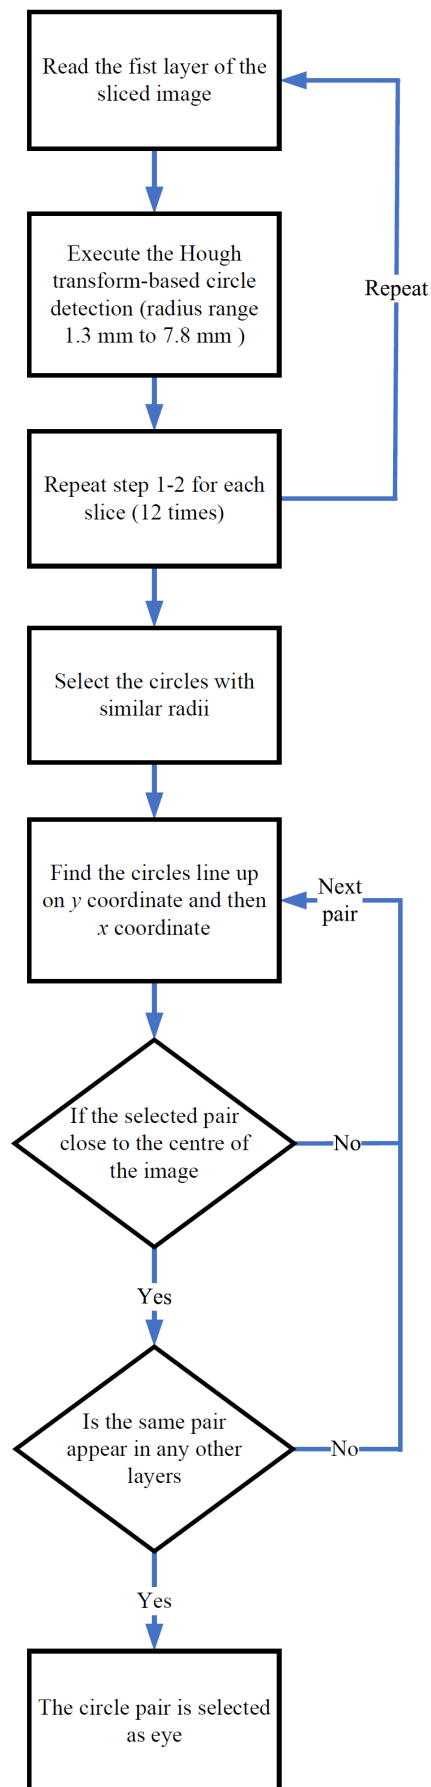 Read the fist layer of the
sliced image
Execute the Hough
transform-based circle
detection (radius range
1.3 mm to 7.8 mm )
Repeat
Repeat step 1-2 for each
slice (12 times)
Select the circles with
similar radii
Find the circles line up
on y coordinate and then
x coordinate
Next
pair
If the selected pair
close to the centre of
the image
No
Yes
Is the same pair
appear in any other
layers
No
Yes
The circle pair is selected
as eye